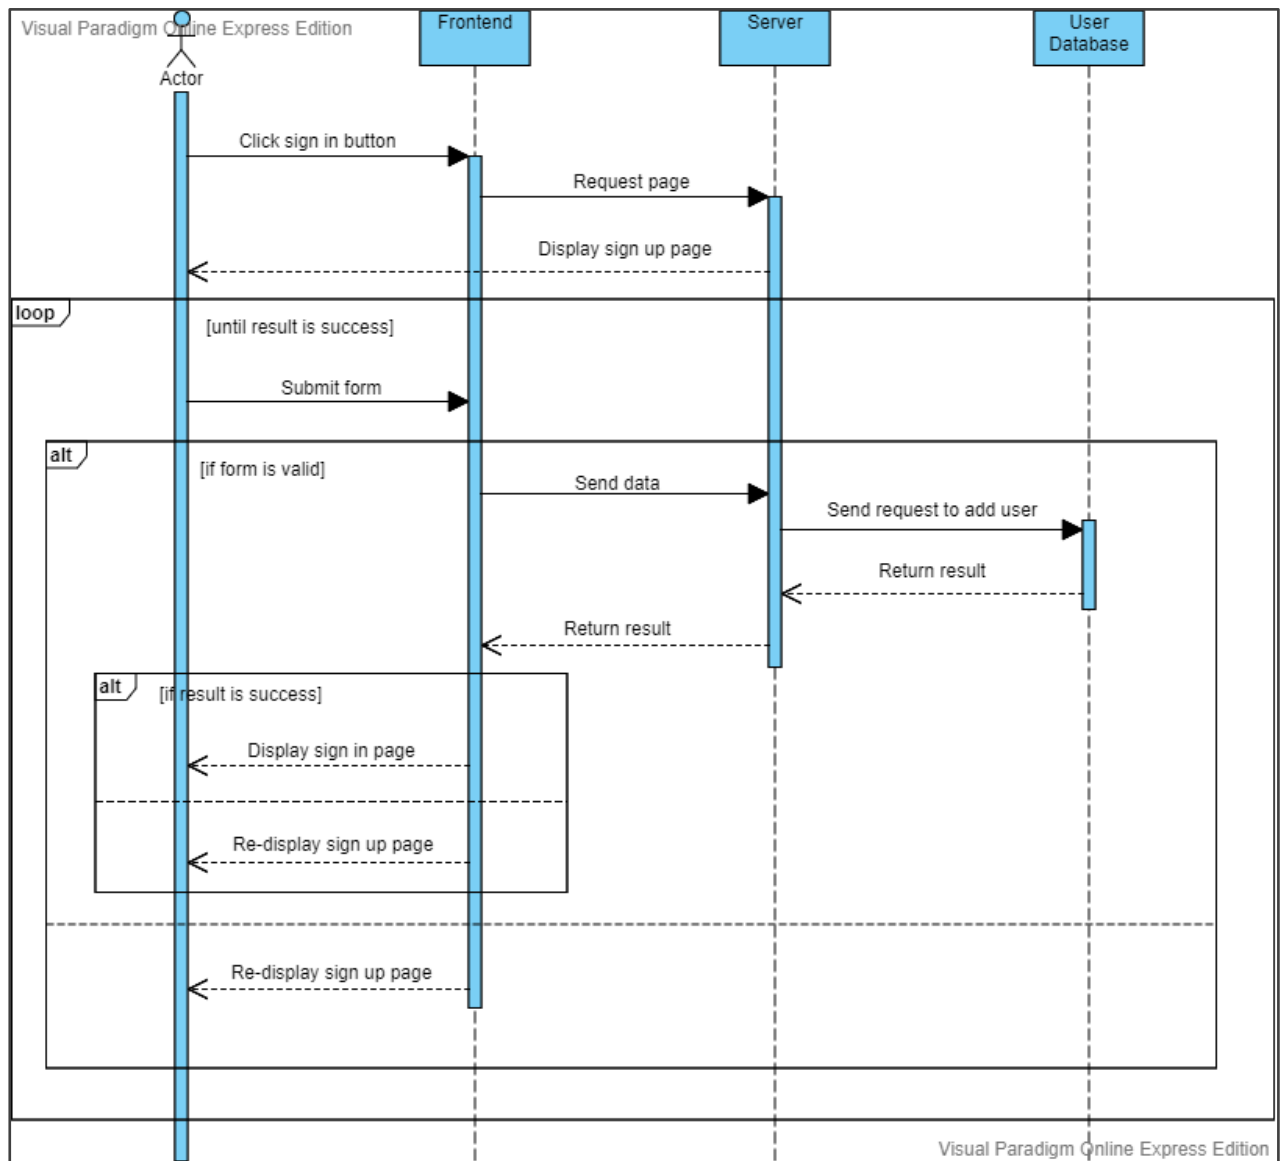 Visual Paradigm Online Express Edition
Actor
Frontend
Server
User
Database
Click sign in button
Request page
Display sign up page
loop
[until result is success]
Submit form
alt
[if form is valid]
Send data
Send request to add user
Return result
Return result
alt
[if result is success]
Display sign in page
Re-display sign up page
Re-display sign up page
Visual Paradigm Online Express Edition